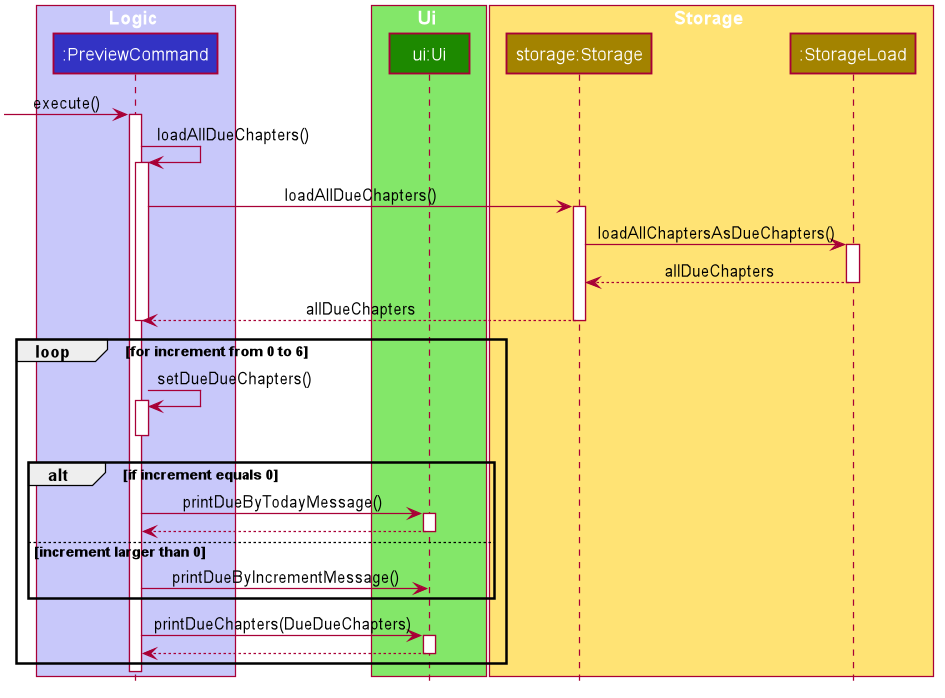 Logic
Ui
Storage
:PreviewCommand
ui:Ui
storage:Storage
:StorageLoad
execute()
loadAllDueChapters()
loadAllDueChapters()
loadAllChaptersAsDueChapters()
allDueChapters
allDueChapters
loop
[for increment from 0 to 6]
setDueDueChapters()
alt
[if increment equals 0]
printDueByTodayMessage()
[increment larger than 0]
printDueByIncrementMessage()
printDueChapters(DueDueChapters)